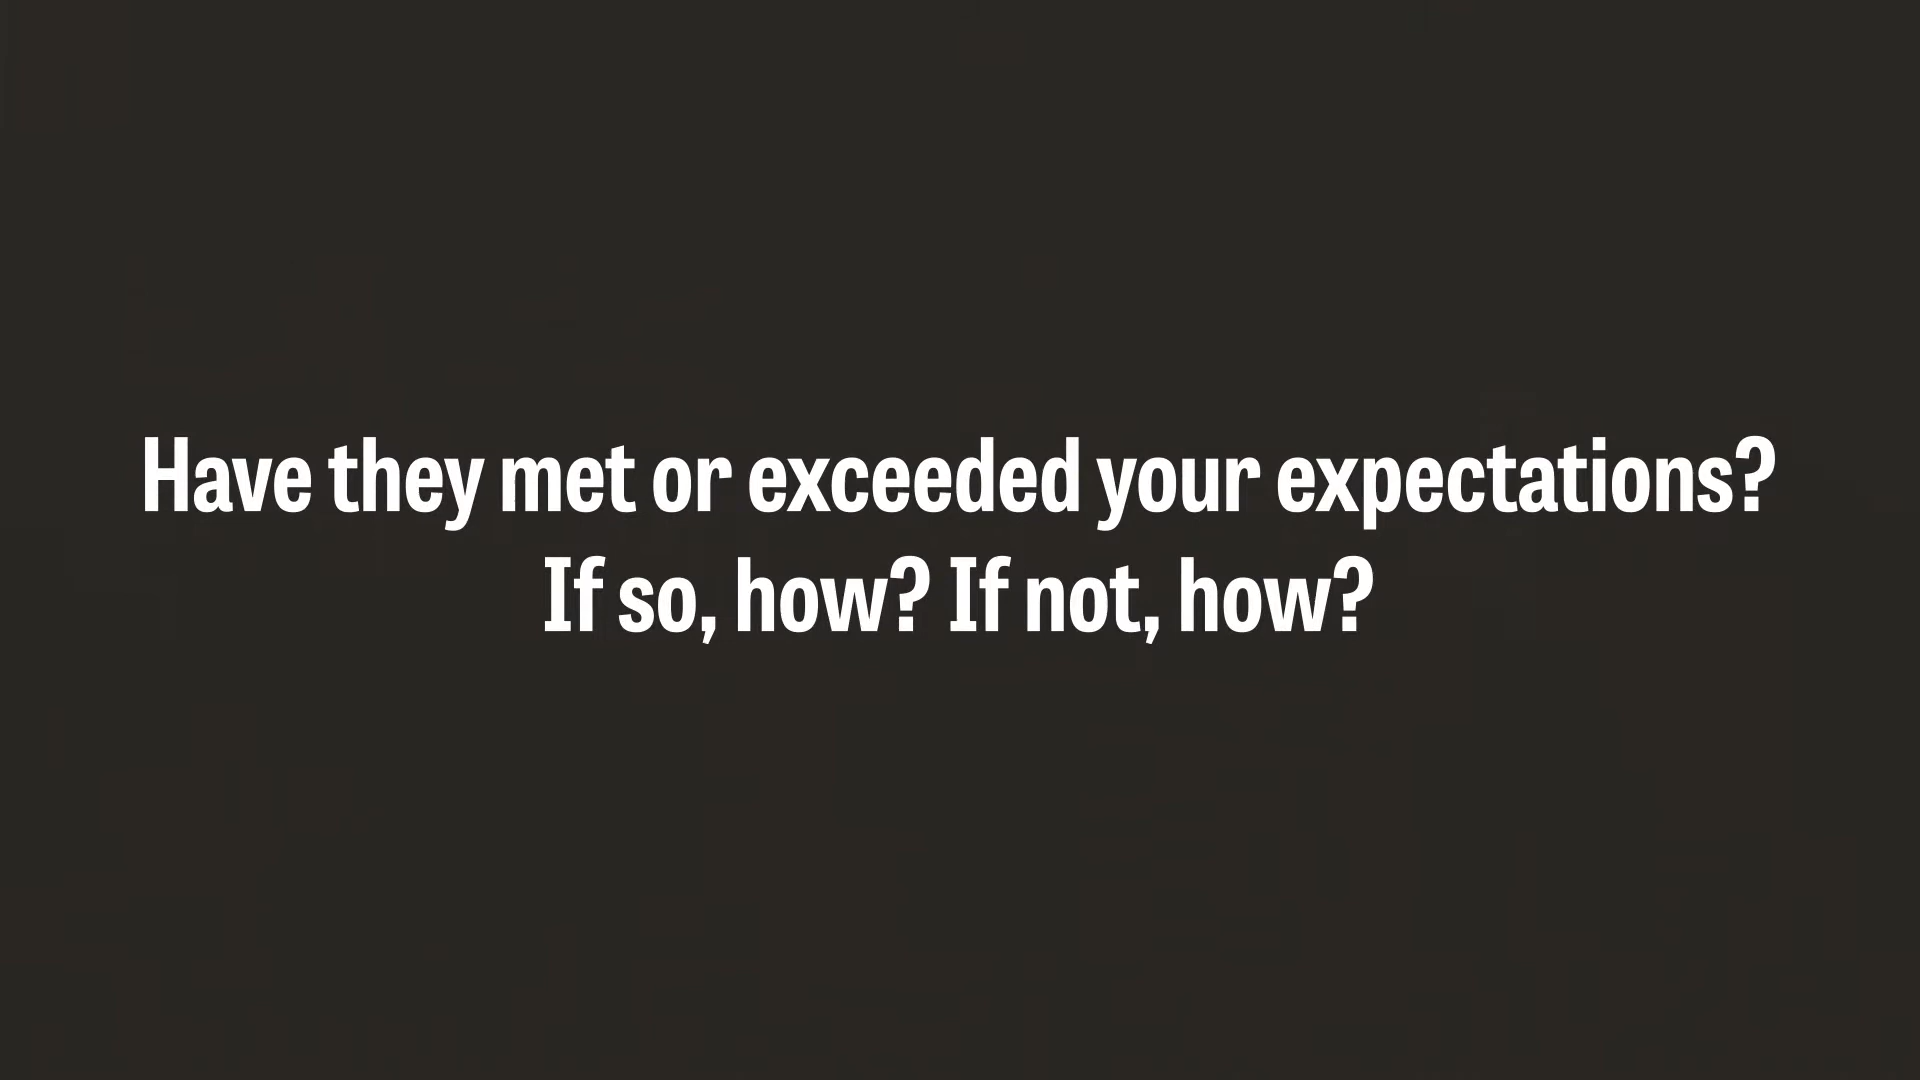 Have they met or exceeded your expectations?
If so, how? If not, how?